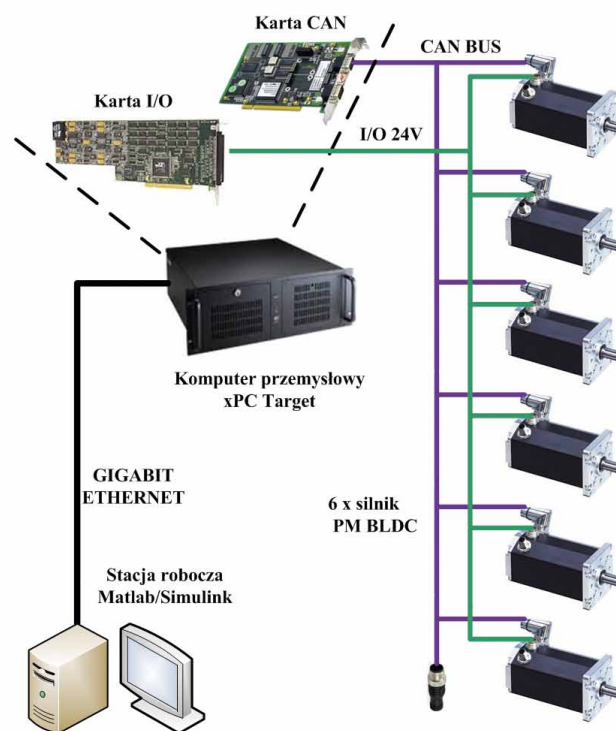 Karta CAN
CAN BUS
Karta I/O
I/O 24V
Komputer przemysłowy
xPC Target
GIGABIT
ETHERNET
6 x silnik
PM BLDC
Stacja robocza
Matlab/Simulink